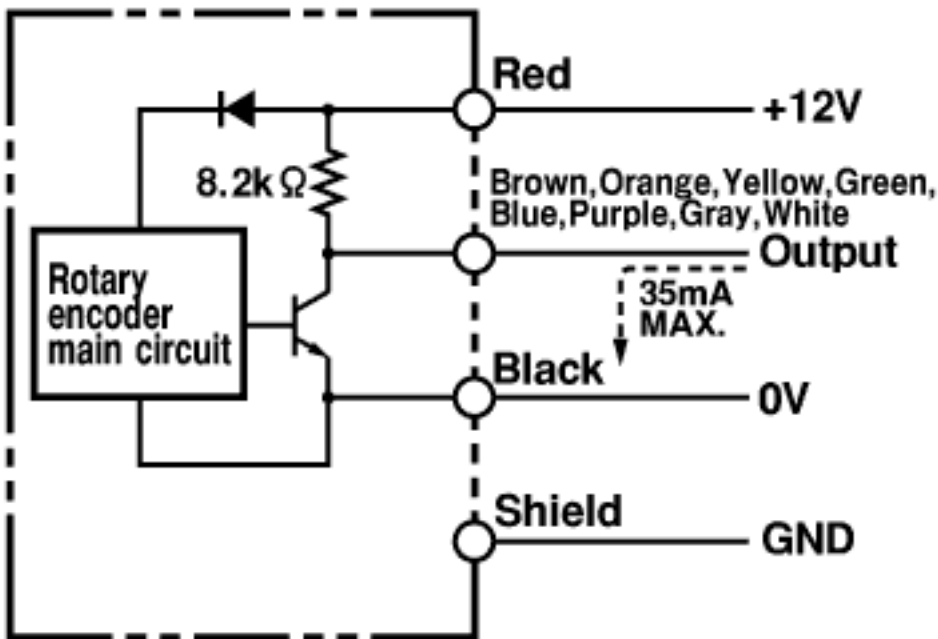 Red
+12V
8.2kΩ
Brown,Orange,Yellow,Green,
Blue,Purple,Gray,White
Output
Rotary
encoder
main circuit
35mA
MAX.
Black
0V
Shield
GND